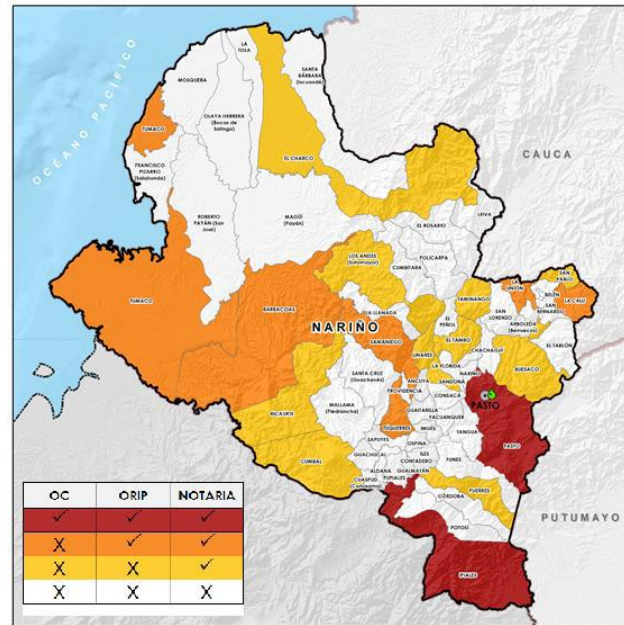 OCÉANO PACÍFICO
LA TOLA
MOSQUERA
SANTA BÁRBARA (Iscuandé)
OLAYA HERRERA (Bocas de Satinga)
TUMACO
EL CHARCO
CAUCA
FRANCISCO PIZARRO (Salahonda)
ROBERTO PAYÁN (San José)
MAGÜÍ (Payán)
EL ROSARIO
LEIVA
POLICARPA
LOS ANDES (Sotomayor)
CUMBITARA
SAN PABLO
LA UNIÓN
BELÉN
LA CRUZ
TAMINANGO
SAN LORENZO
SAN BERNARDO
TUMACO
BARBACOAS
LA LLANADA
EL PEÑOL
ARBOLEDA (Berruecos)
NARIÑO
SAMANIEGO
EL TAMBO
CHACHAGÜÍ
EL TABLÓN
LINARES
LA FLORIDA
NARIÑO
BUESACO
SANTA CRUZ (Guachavés)
ANCUYA
SANDONÁ
PROVIDENCIA
CONSACÁ
PASTO
RICAURTE
MALLAMA (Piedrancha)
GUAITARILLA
YACUANQUER
TÚQUERRES
IMUÉS
TANGUA
PASTO
SAPUYES
OSPINA
GUACHUCAL
ILES
FUNES
CUMBAL
CONTADERO
ALDANA
GUALMATÁN
PUPIALES
CUASPUD (Carlosama)
PUERRES
CÓRDOBA
POTOSÍ
PUTUMAYO
IPIALES
OC ORIP NOTARIA
✓ ✓ ✓
X ✓ ✓
X X ✓
X X X